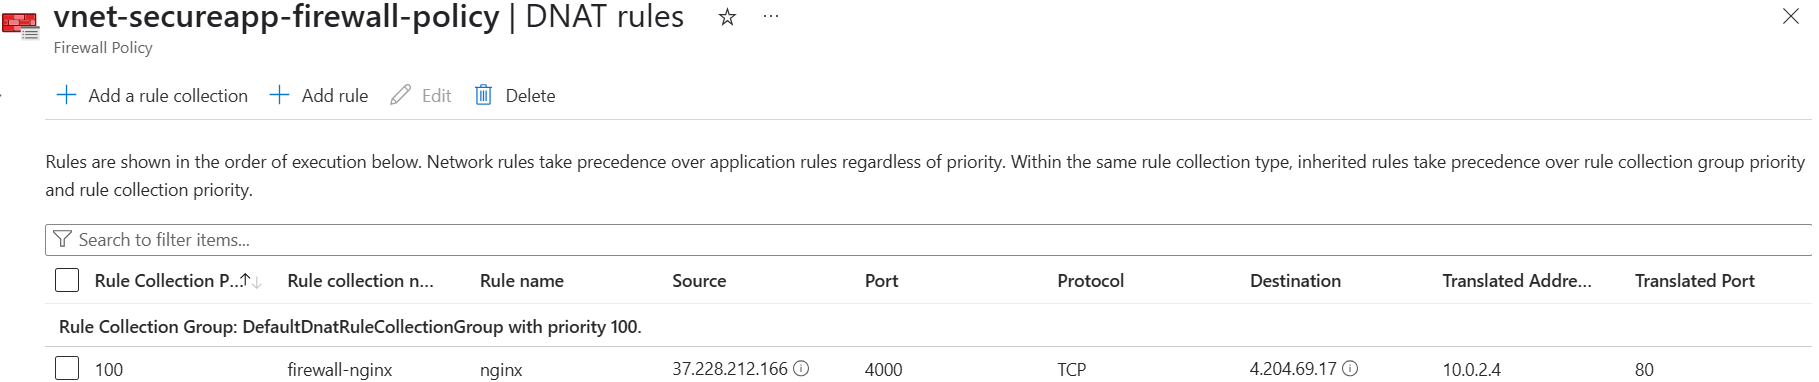 vnet-secureapp-firewall-policy | DNAT rules ☆ ···
Firewall Policy
+ Add a rule collection + Add rule Edit Delete
Rules are shown in the order of execution below. Network rules take precedence over application rules regardless of priority. Within the same rule collection type, inherited rules take precedence over rule collection group priority
and rule collection priority.
Search to filter items...
Rule Collection P...↑↓ Rule collection n... Rule name Source Port Protocol Destination Translated Addre... Translated Port
Rule Collection Group: DefaultDnatRuleCollectionGroup with priority 100.
100 firewall-nginx nginx 37.228.212.166 4000 TCP 4.204.69.17 10.0.2.4 80